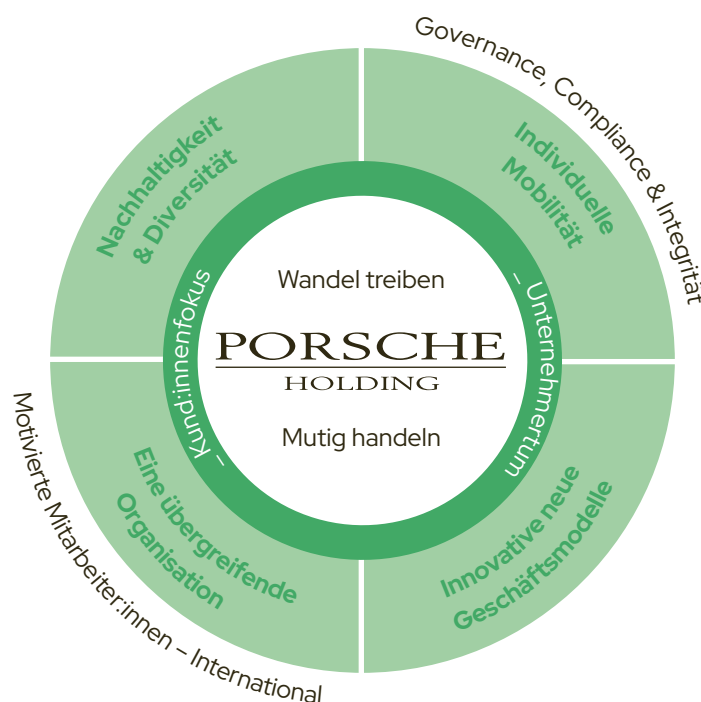 Governance, Compliance & Integrität
Nachhaltigkeit
& Diversität
Individuelle
Mobilität
– Kund:innenfokus
– Unternehmertum
Wandel treiben
PORSCHE
HOLDING
Mutig handeln
Eine übergreifende
Organisation
Innovative neue
Geschäftsmodelle
Motivierte Mitarbeiter:innen – International